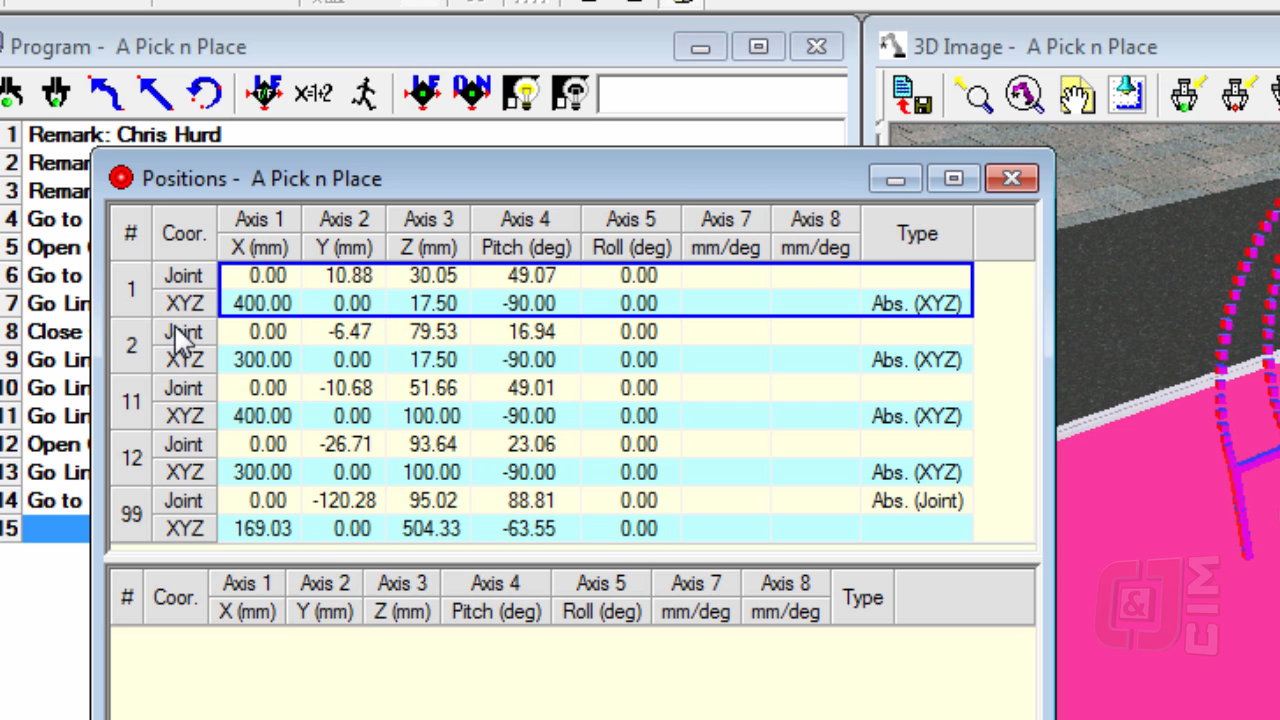 Program - A Pick n Place
3D Image - A Pick n Place
X=1+2
1 Remark: Chris Hurd
2 Remar
3 Remar
4 Go to
5 Open
6 Go to
7 Go Lin
8 Close
9 Go Lin
10 Go Lin
11 Go Lin
12 Open
13 Go Lin
14 Go to
15
Positions - A Pick n Place
# Coor. Axis 1 Axis 2 Axis 3 Axis 4 Axis 5 Axis 7 Axis 8 Type
X (mm) Y (mm) Z (mm) Pitch (deg) Roll (deg) mm/deg mm/deg
1 Joint 0.00 10.88 30.05 49.07 0.00
XYZ 400.00 0.00 17.50 -90.00 0.00 Abs. (XYZ)
2 Joint 0.00 -6.47 79.53 16.94 0.00
XYZ 300.00 0.00 17.50 -90.00 0.00 Abs. (XYZ)
11 Joint 0.00 -10.68 51.66 49.01 0.00
XYZ 400.00 0.00 100.00 -90.00 0.00 Abs. (XYZ)
12 Joint 0.00 -26.71 93.64 23.06 0.00
XYZ 300.00 0.00 100.00 -90.00 0.00 Abs. (XYZ)
99 Joint 0.00 -120.28 95.02 88.81 0.00 Abs. (Joint)
XYZ 169.03 0.00 504.33 -63.55 0.00
# Coor. Axis 1 Axis 2 Axis 3 Axis 4 Axis 5 Axis 7 Axis 8 Type
X (mm) Y (mm) Z (mm) Pitch (deg) Roll (deg) mm/deg mm/deg
&
CIM